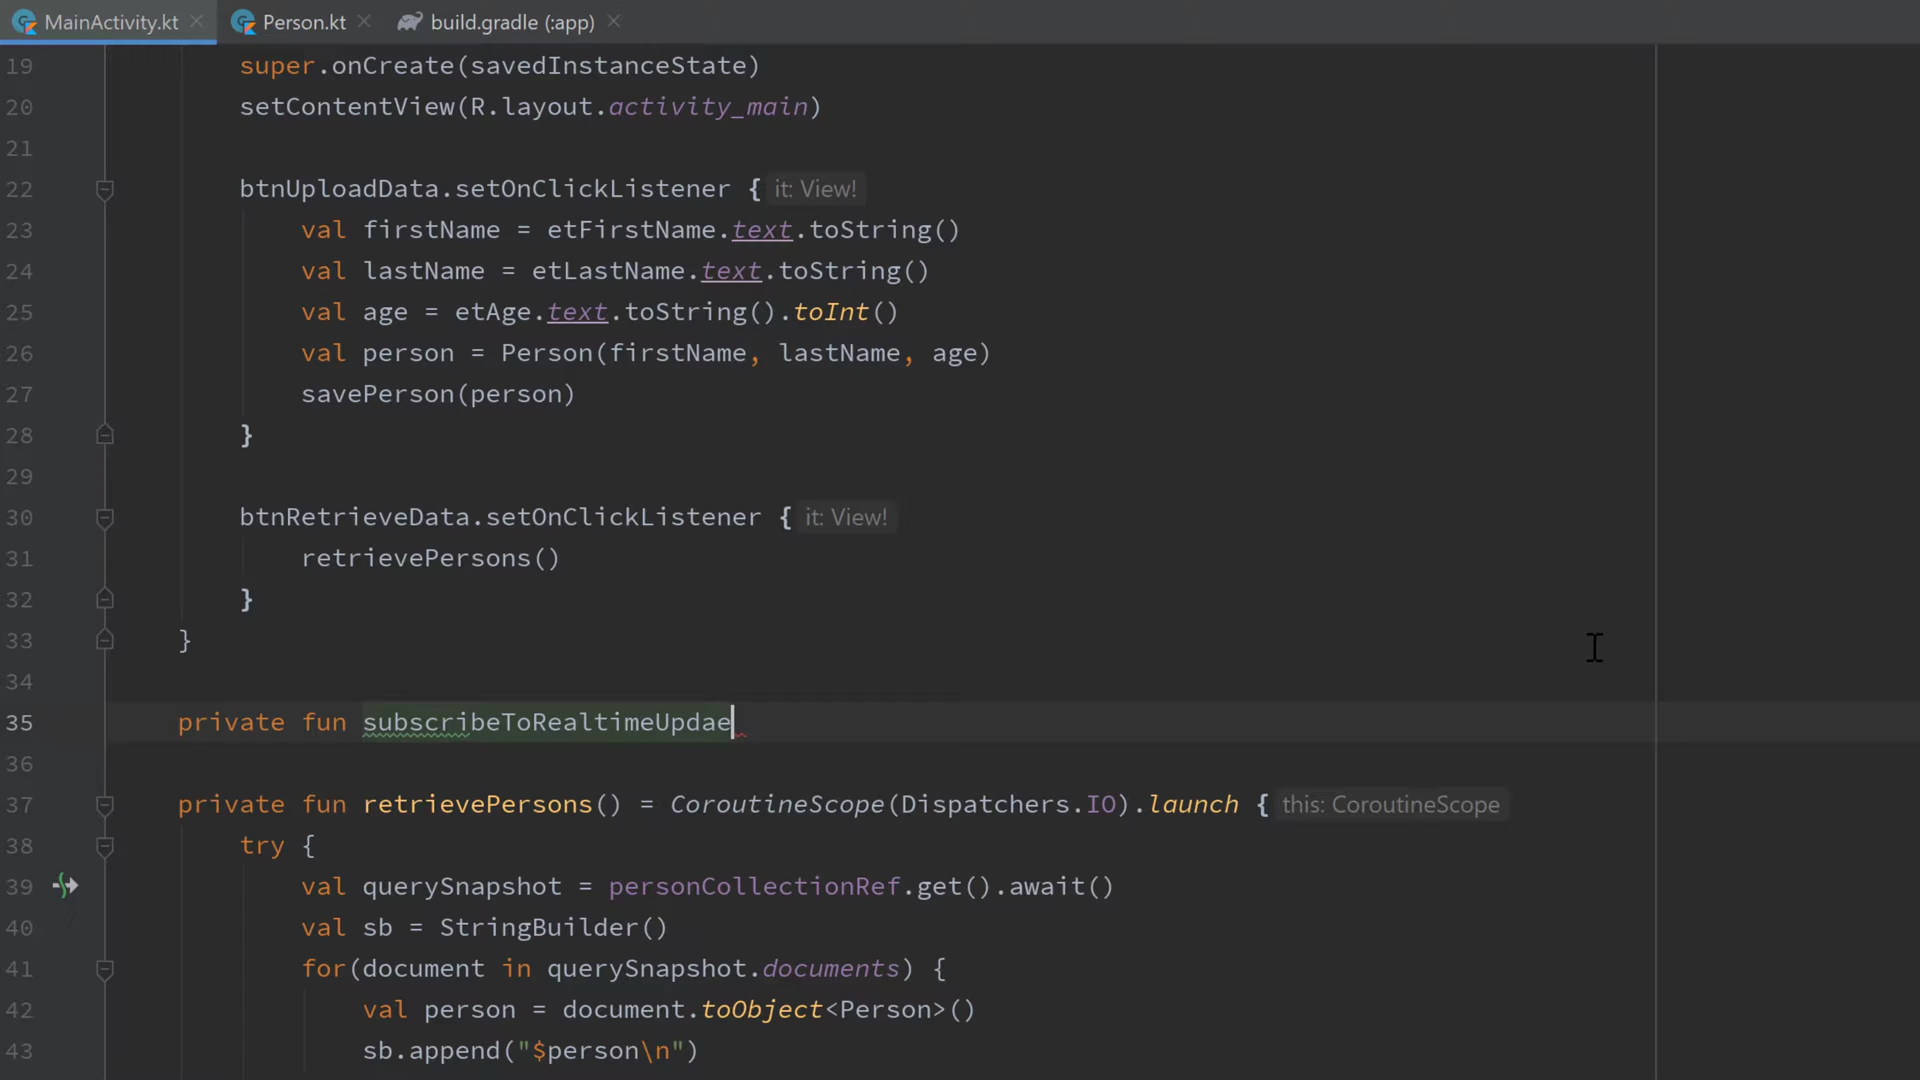 MainActivity.kt Person.kt build.gradle (:app)
19 super.onCreate(savedInstanceState)
20 setContentView(R.layout.activity_main)
21
22 btnUploadData.setOnClickListener { it: View!
23 val firstName = etFirstName.text.toString()
24 val lastName = etLastName.text.toString()
25 val age = etAge.text.toString().toInt()
26 val person = Person(firstName, lastName, age)
27 savePerson(person)
28 }
29
30 btnRetrieveData.setOnClickListener { it: View!
31 retrievePersons()
32 }
33 }
34
35 private fun subscribeToRealtimeUpdae
36
37 private fun retrievePersons() = CoroutineScope(Dispatchers.IO).launch { this: CoroutineScope
38 try {
39 val querySnapshot = personCollectionRef.get().await()
40 val sb = StringBuilder()
41 for(document in querySnapshot.documents) {
42 val person = document.toObject<Person>()
43 sb.append("$person\n")